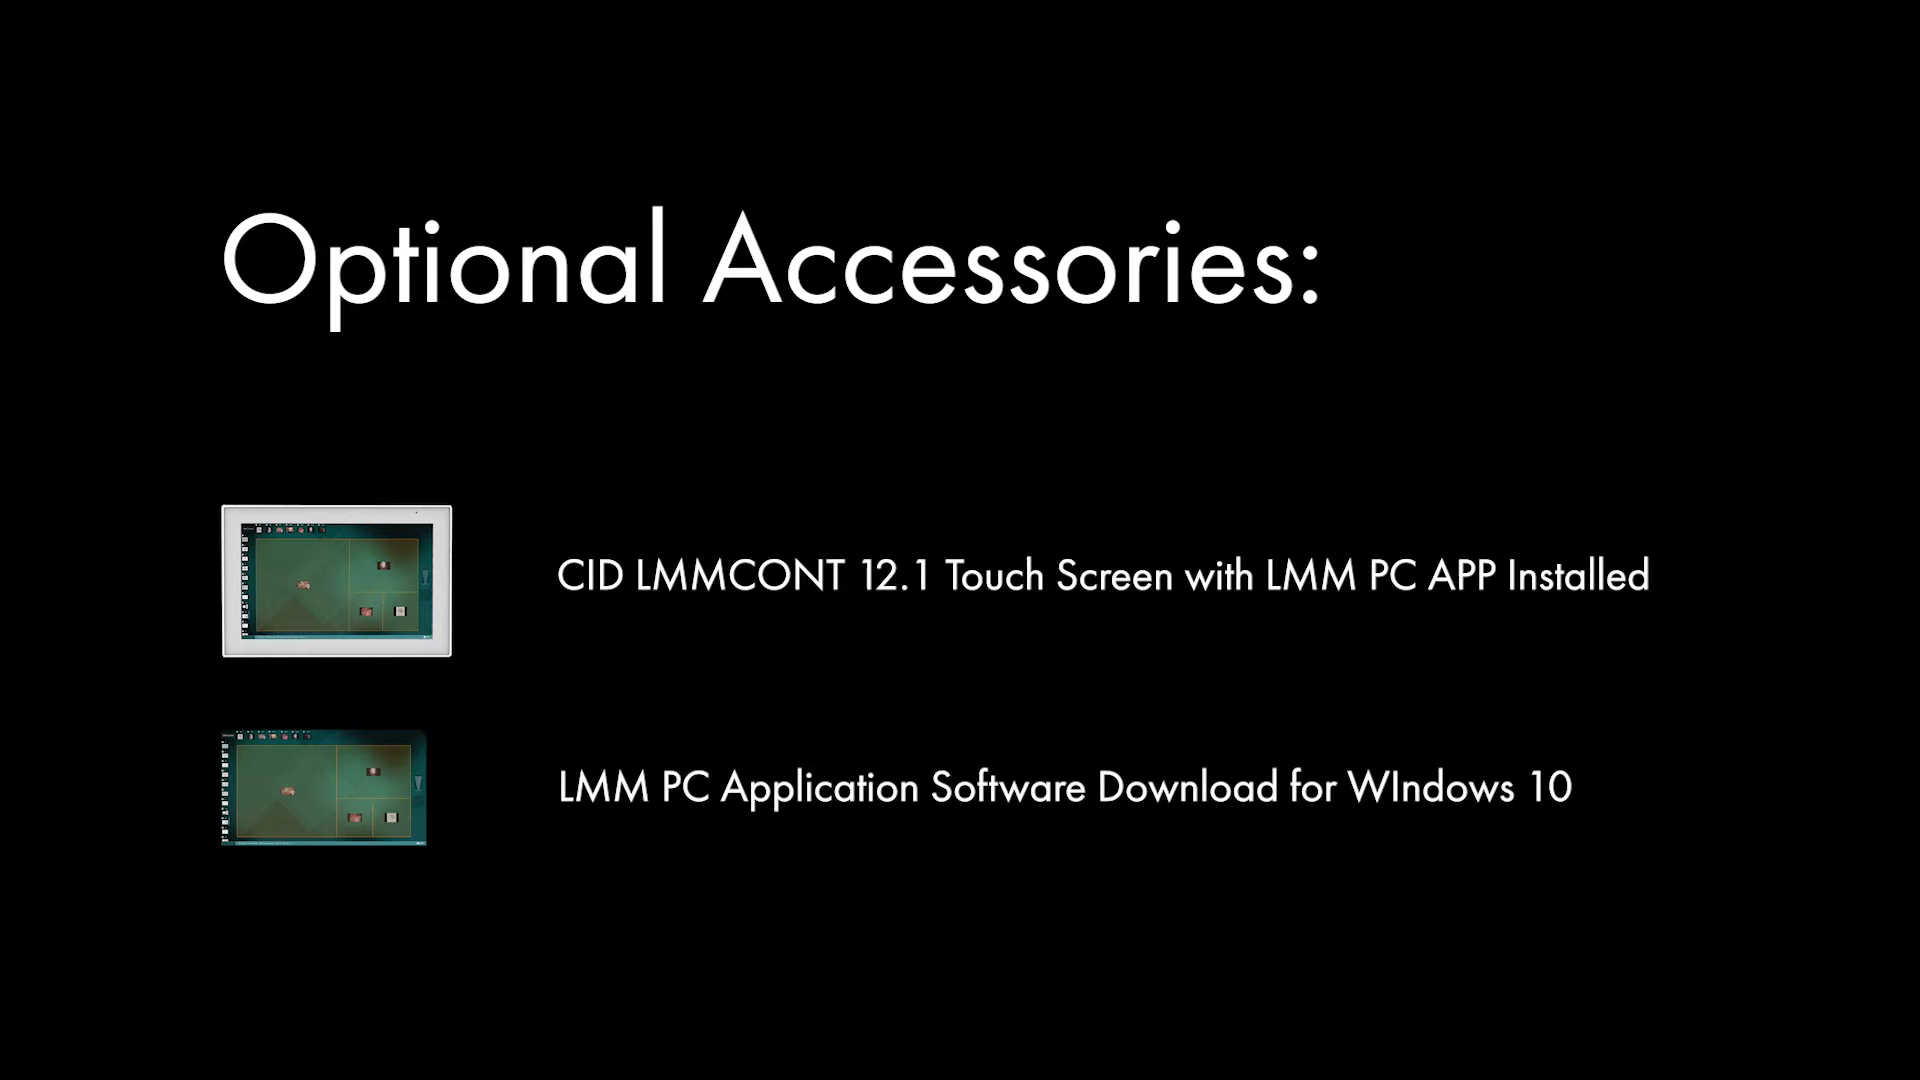 Optional Accessories:
CID LMMCONT 12.1 Touch Screen with LMM PC APP Installed
LMM PC Application Software Download for WIndows 10